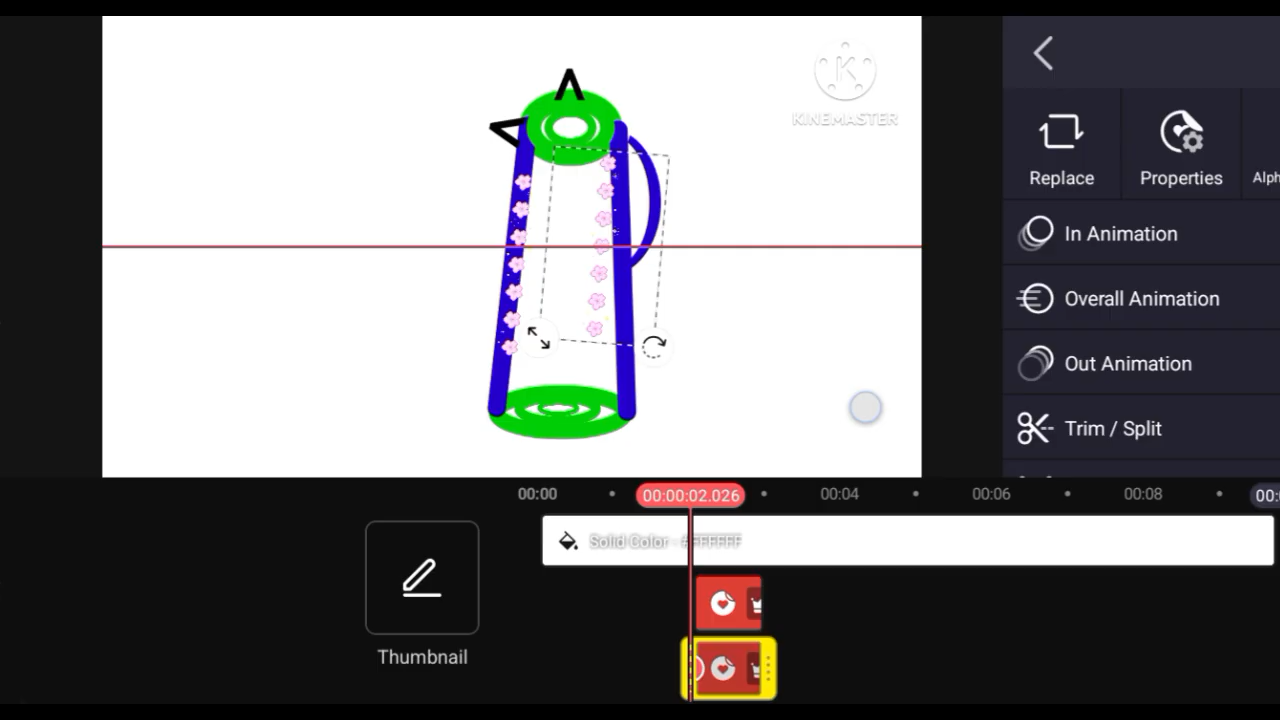 K
KINEMASTER
Replace
Properties
Alph
In Animation
Overall Animation
Out Animation
Trim / Split
00:00
00:00:02.026
00:04
00:06
00:08
00:
Solid Color - #FFFFFF
Thumbnail